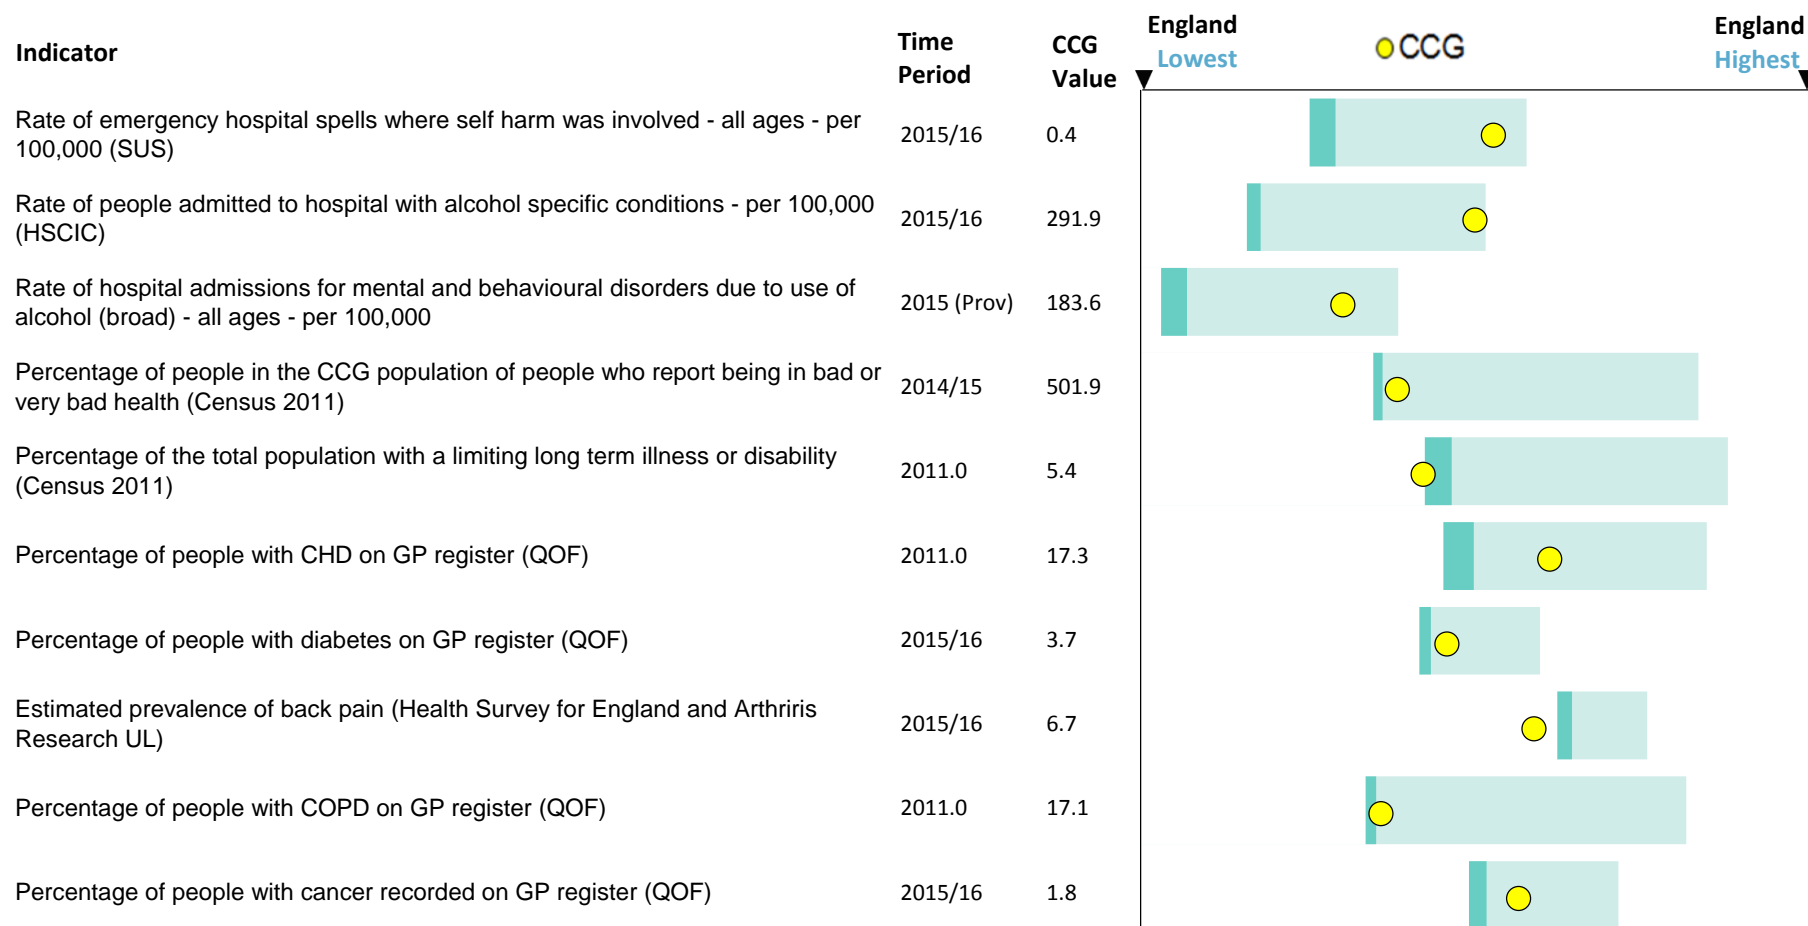 Indicator
Time
Period
CCG
Value
England
Lowest
CCG
England
Highest
Rate of emergency hospital spells where self harm was involved - all ages - per
100,000 (SUS)
2015/16
0.4
Rate of people admitted to hospital with alcohol specific conditions - per 100,000
(HSCIC)
2015/16
291.9
Rate of hospital admissions for mental and behavioural disorders due to use of
alcohol (broad) - all ages - per 100,000
2015 (Prov)
183.6
Percentage of people in the CCG population of people who report being in bad or
very bad health (Census 2011)
2014/15
501.9
Percentage of the total population with a limiting long term illness or disability
(Census 2011)
2011.0
5.4
Percentage of people with CHD on GP register (QOF)
2011.0
17.3
Percentage of people with diabetes on GP register (QOF)
2015/16
3.7
Estimated prevalence of back pain (Health Survey for England and Arthriris
Research UL)
2015/16
6.7
Percentage of people with COPD on GP register (QOF)
2011.0
17.1
Percentage of people with cancer recorded on GP register (QOF)
2015/16
1.8